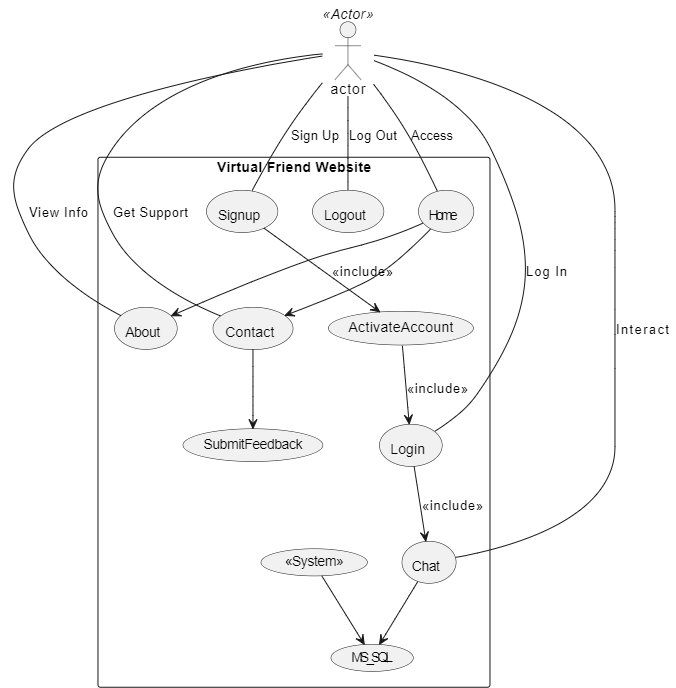 «Actor»
actor
Sign Up
Log Out
Access
Virtual Friend Website
View Info
Get Support
Signup
Logout
Home
«include»
Log In
About
Contact
ActivateAccount
Interact
«include»
SubmitFeedback
Login
«include»
«System»
Chat
MS_SQL